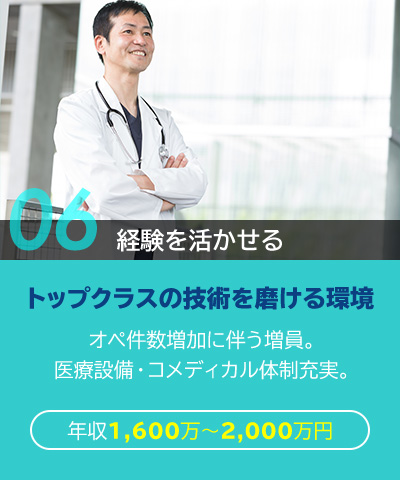 06
経験を活かせる
トップクラスの技術を磨ける環境
オペ件数増加に伴う増員。
医療設備・コメディカル体制充実。
年収1,600万～2,000万円